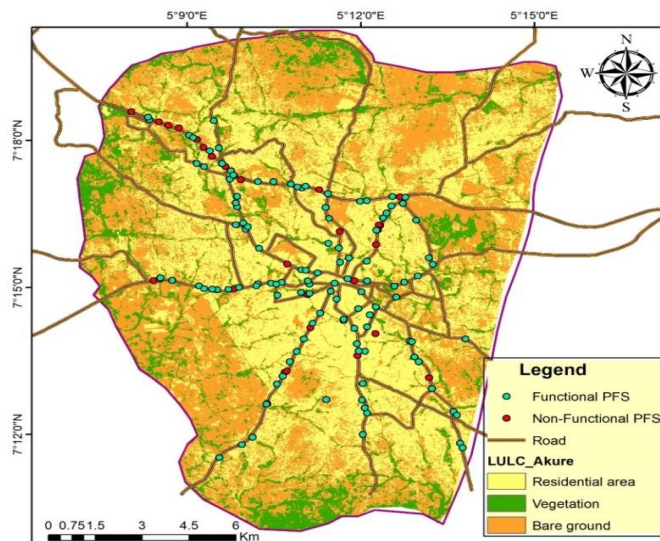 5°9'0"E 5°12'0"E 5°15'0"E
N
W E
S
7°18'0"N
7°15'0"N
7°12'0"N
Legend
Functional PFS
Non-Functional PFS
Road
LULC_Akure
Residential area
Vegetation
Bare ground
0 0.75 1.5 3 4.5 6
Km